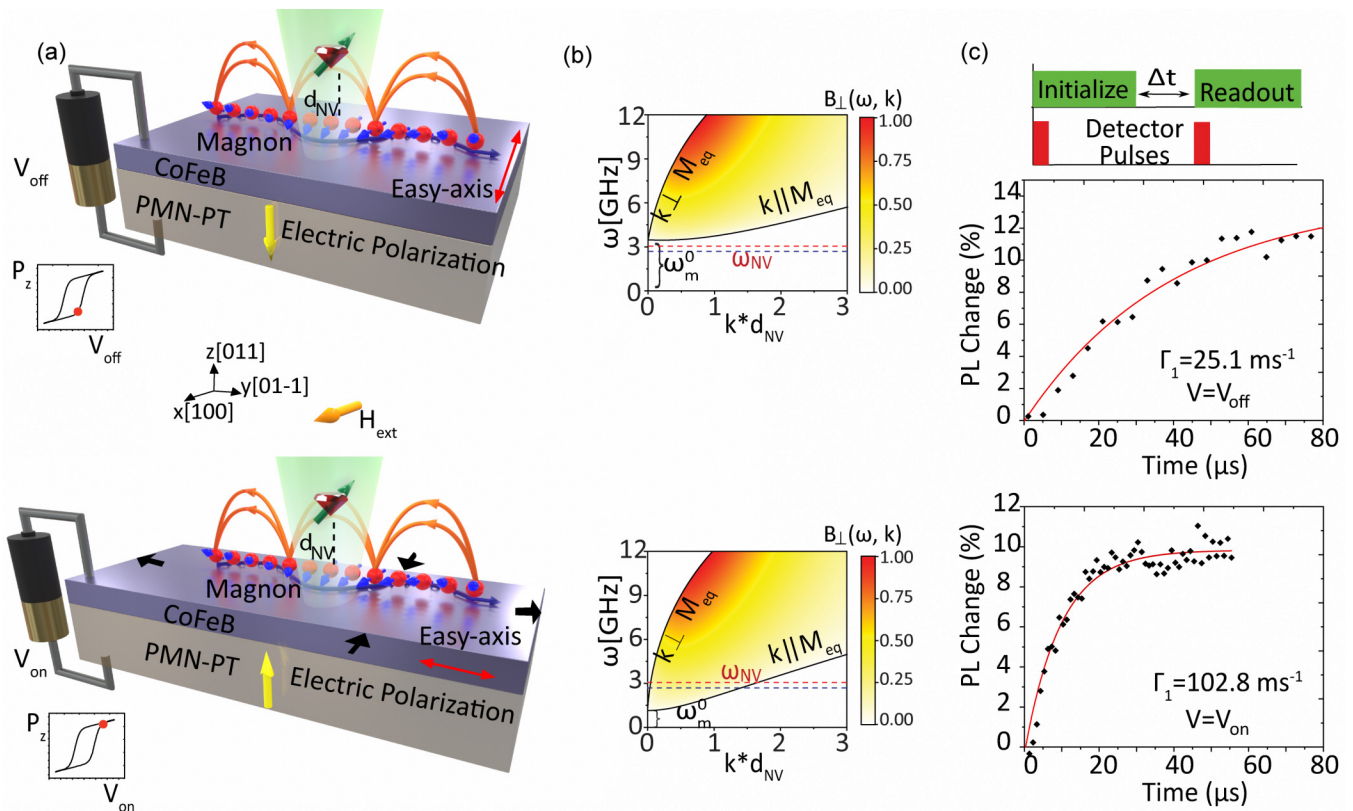 (a)
d_NV
Magnon
CoFeB
Easy-axis
PMN-PT
Electric Polarization
V_off
P_z
V_off
z[011]
y[01-1]
x[100]
H_ext
d_NV
Magnon
CoFeB
Easy-axis
PMN-PT
Electric Polarization
V_on
P_z
V_on
(b)
B⊥(ω, k)
12
9
6
3
0
ω[GHz]
k⊥ M_eq
k||M_eq
ω_NV
ω_m^0
0
1
2
3
k*d_NV
1.00
0.75
0.50
0.25
0.00
B⊥(ω, k)
12
9
6
3
0
ω[GHz]
k⊥ M_eq
k||M_eq
ω_NV
ω_m^0
0
1
2
3
k*d_NV
1.00
0.75
0.50
0.25
0.00
(c)
Initialize
Δt
Readout
Detector
Pulses
14
12
10
8
6
4
2
0
PL Change (%)
Γ₁=25.1 ms⁻¹
V=V_off
0
20
40
60
80
Time (μs)
12
10
8
6
4
2
0
PL Change (%)
Γ₁=102.8 ms⁻¹
V=V_on
0
20
40
60
80
Time (μs)